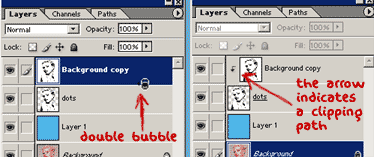 Layers Channels Paths
Normal Opacity: 100%
Lock: Fill: 100%
Background copy
dots
Layer 1
Background
double bubble
Layers Channels Paths
Normal Opacity: 100%
Lock: Fill: 100%
Background copy
dots
Layer 1
Background
the arrow
indicates
a clipping
path